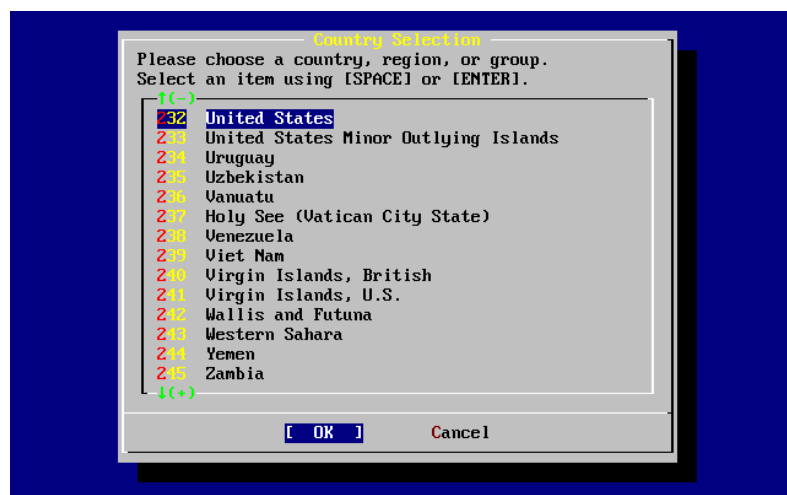 Country Selection
Please choose a country, region, or group.
Select an item using [SPACE] or [ENTER].
↑(-)
232 United States
233 United States Minor Outlying Islands
234 Uruguay
235 Uzbekistan
236 Vanuatu
237 Holy See (Vatican City State)
238 Venezuela
239 Viet Nam
240 Virgin Islands, British
241 Virgin Islands, U.S.
242 Wallis and Futuna
243 Western Sahara
244 Yemen
245 Zambia
↓(+)
[ OK ] Cancel